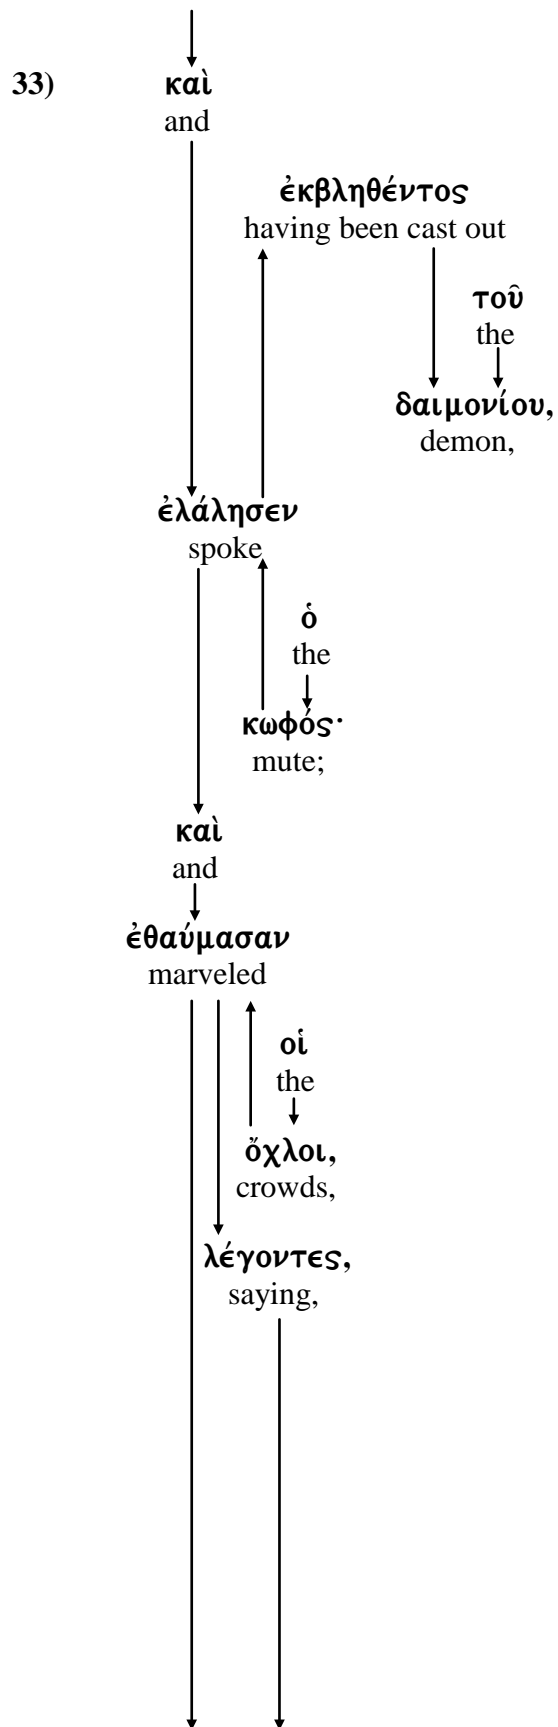 33) καὶ
and
ἐκβληθέντος
having been cast out
τοῦ
the
δαιμονίου,
demon,
ἐλάλησεν
spoke
ὁ
the
κωφός·
mute;
καὶ
and
ἐθαύμασαν
marveled
οἱ
the
ὄχλοι,
crowds,
λέγοντες,
saying,